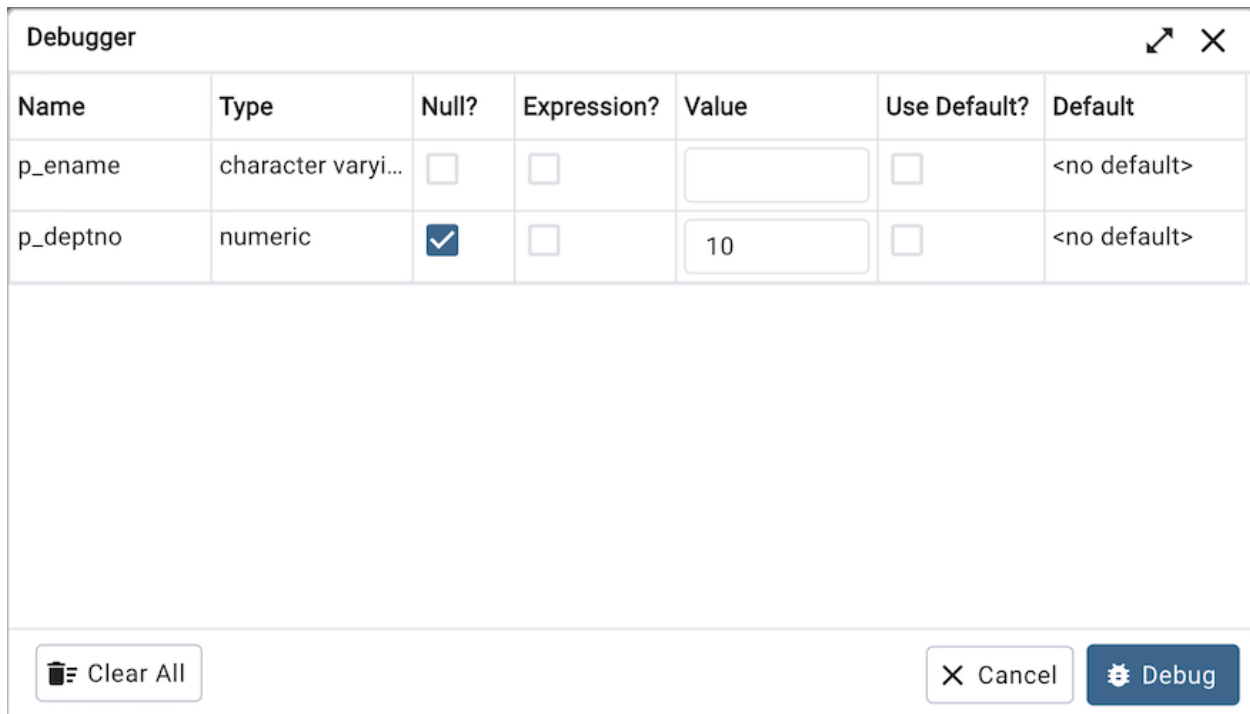 Debugger
Name Type Null? Expression? Value Use Default? Default
p_ename character varyi... <no default>
p_deptno numeric 10 <no default>
Clear All Cancel Debug